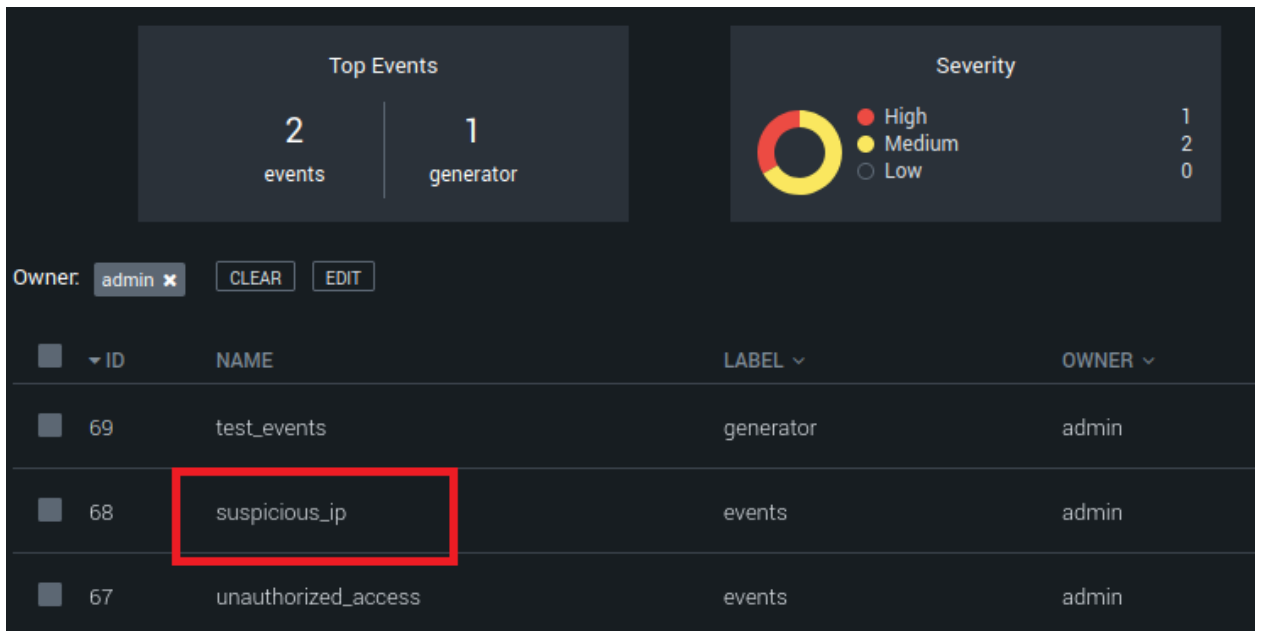 Top Events
2
events
1
generator
Severity
High 1
Medium 2
Low 0
Owner: admin ✖ CLEAR EDIT
ID NAME LABEL OWNER
69 test_events generator admin
68 suspicious_ip events admin
67 unauthorized_access events admin